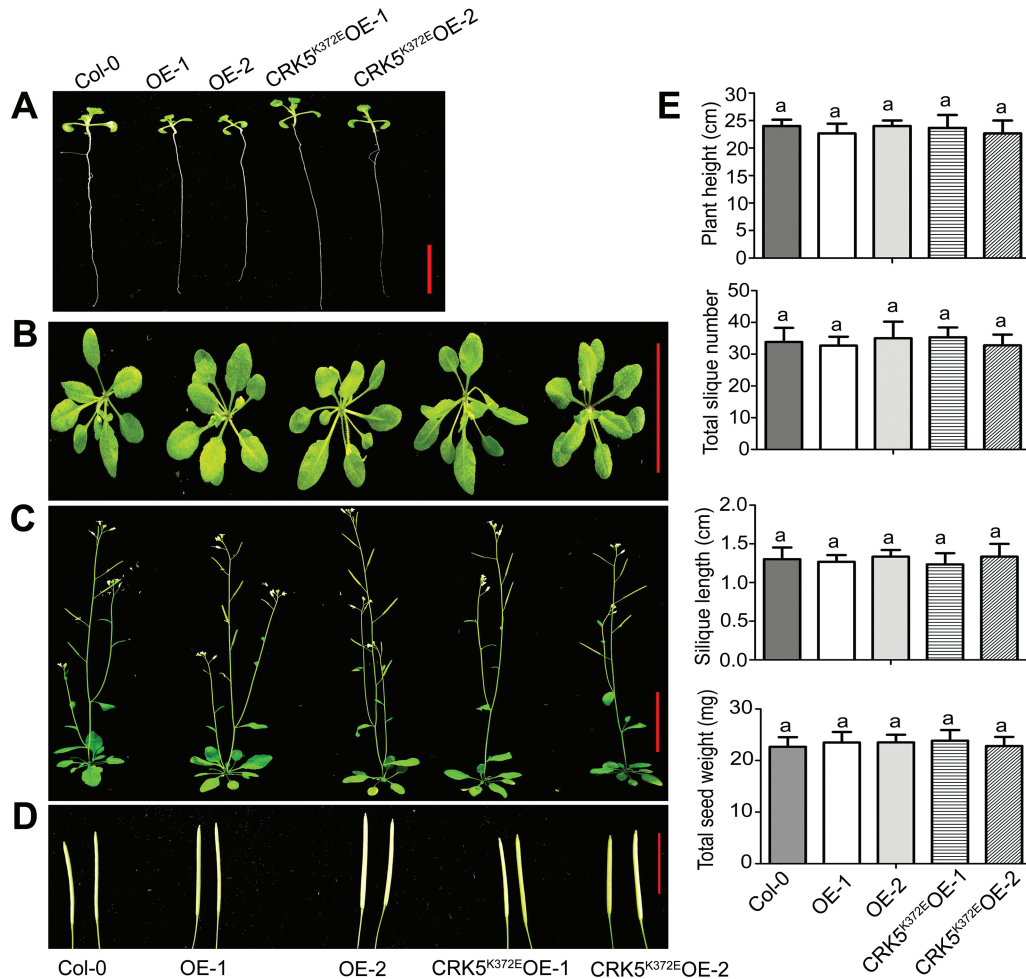 Col-0
OE-1
OE-2
CRK5K372EOE-1
CRK5K372EOE-2
A
B
C
D
Col-0
OE-1
OE-2
CRK5K372EOE-1
CRK5K372EOE-2
E
Plant height (cm)
30
25
20
15
10
5
0
a
a
a
a
a
Total slique number
50
40
30
20
10
0
a
a
a
a
a
Silique length (cm)
2.0
1.5
1.0
0.5
0.0
a
a
a
a
a
Total seed weight (mg)
30
20
10
0
a
a
a
a
a
Col-0
OE-1
OE-2
CRK5K372EOE-1
CRK5K372EOE-2